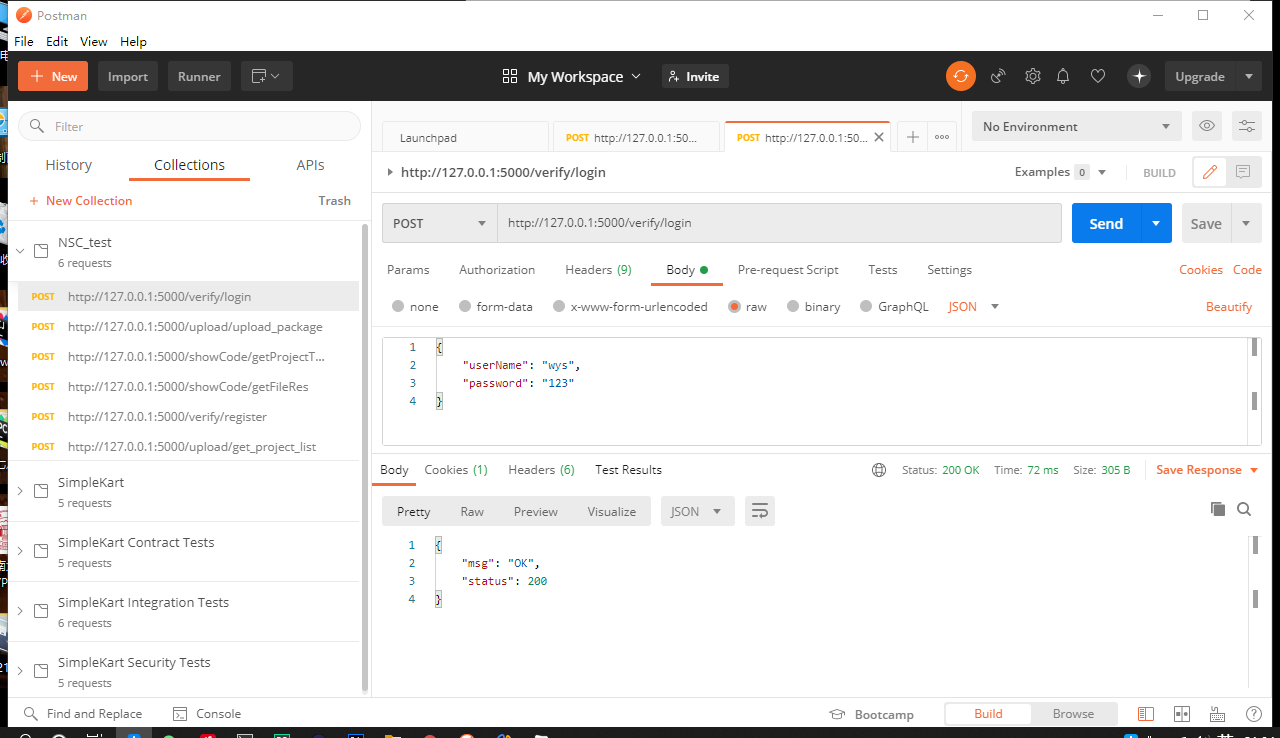 Postman
File Edit View Help
New Import Runner My Workspace Invite Upgrade
Filter
History Collections APIs
+ New Collection Trash
NSC_test
6 requests
POST http://127.0.0.1:5000/verify/login
POST http://127.0.0.1:5000/upload/upload_package
POST http://127.0.0.1:5000/showCode/getProjectT...
POST http://127.0.0.1:5000/showCode/getFileRes
POST http://127.0.0.1:5000/verify/register
POST http://127.0.0.1:5000/upload/get_project_list
SimpleKart
5 requests
SimpleKart Contract Tests
5 requests
SimpleKart Integration Tests
6 requests
SimpleKart Security Tests
5 requests
Launchpad POST http://127.0.0.1:50... POST http://127.0.0.1:50... No Environment
http://127.0.0.1:5000/verify/login Examples 0 BUILD
POST http://127.0.0.1:5000/verify/login Send Save
Params Authorization Headers (9) Body Pre-request Script Tests Settings Cookies Code
none form-data x-www-form-urlencoded raw binary GraphQL JSON Beautify
1 {
2 "userName": "wys",
3 "password": "123"
4 }
Body Cookies (1) Headers (6) Test Results Status: 200 OK Time: 72 ms Size: 305 B Save Response
Pretty Raw Preview Visualize JSON
1 {
2 "msg": "OK",
3 "status": 200
4 }
Find and Replace Console Bootcamp Build Browse